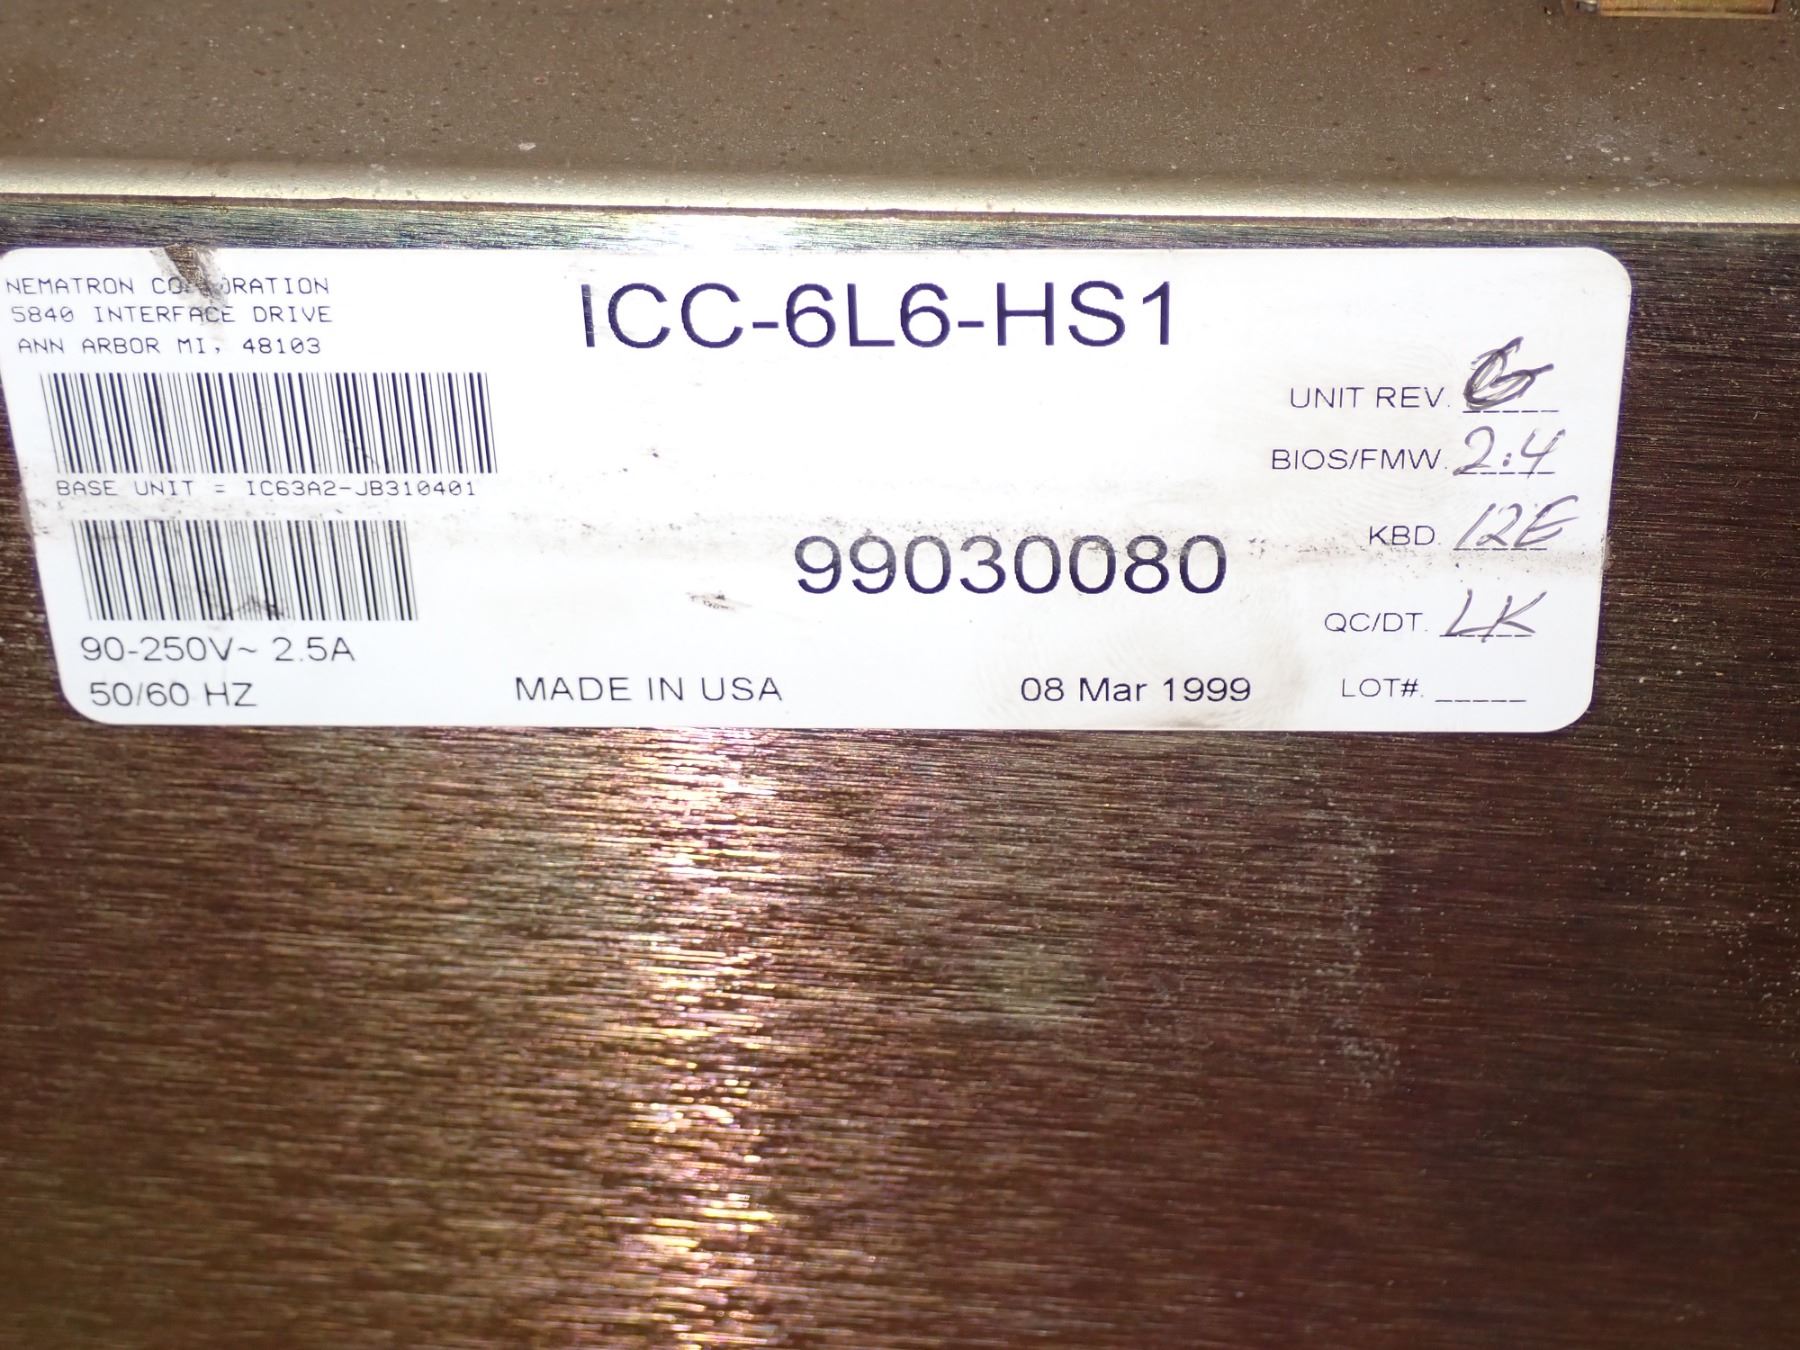 NEMATRON CORPORATION
5840 INTERFACE DRIVE
ANN ARBOR MI, 48103
ICC-6L6-HS1
UNIT REV.
BIOS/FMW. 2.4
BASE UNIT = IC63A2-JB310401
99030080
KBD. 12E
QC/DT. LK
90-250V~ 2.5A
50/60 HZ
MADE IN USA
08 Mar 1999
LOT#. _____